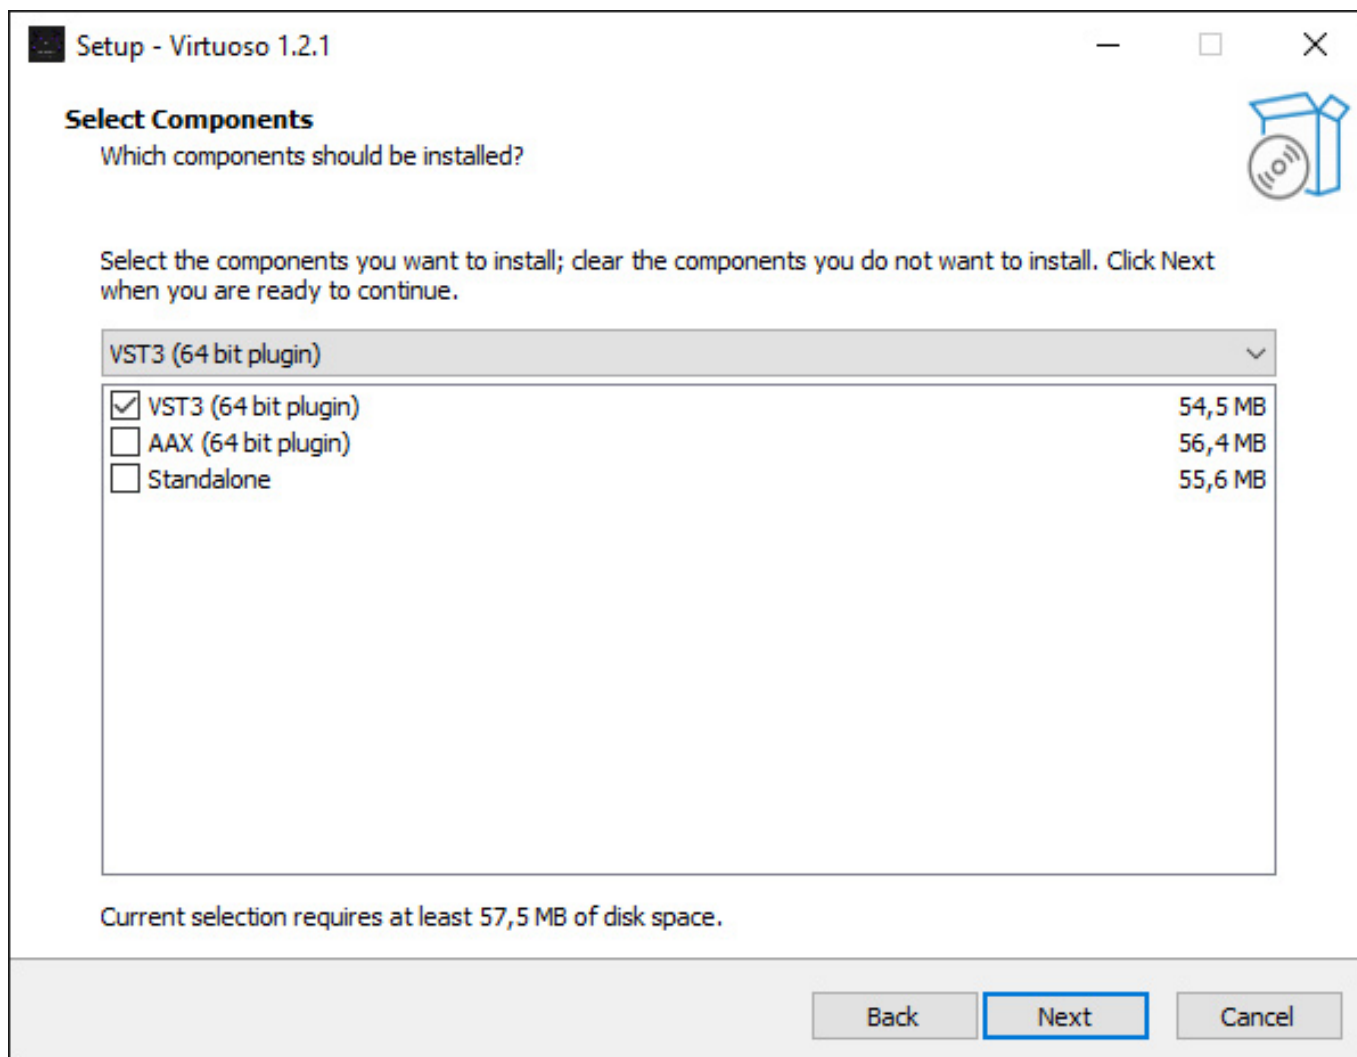 Setup - Virtuoso 1.2.1
Select Components
Which components should be installed?
Select the components you want to install; clear the components you do not want to install. Click Next
when you are ready to continue.
VST3 (64 bit plugin)
VST3 (64 bit plugin) 54,5 MB
AAX (64 bit plugin) 56,4 MB
Standalone 55,6 MB
Current selection requires at least 57,5 MB of disk space.
Back Next Cancel